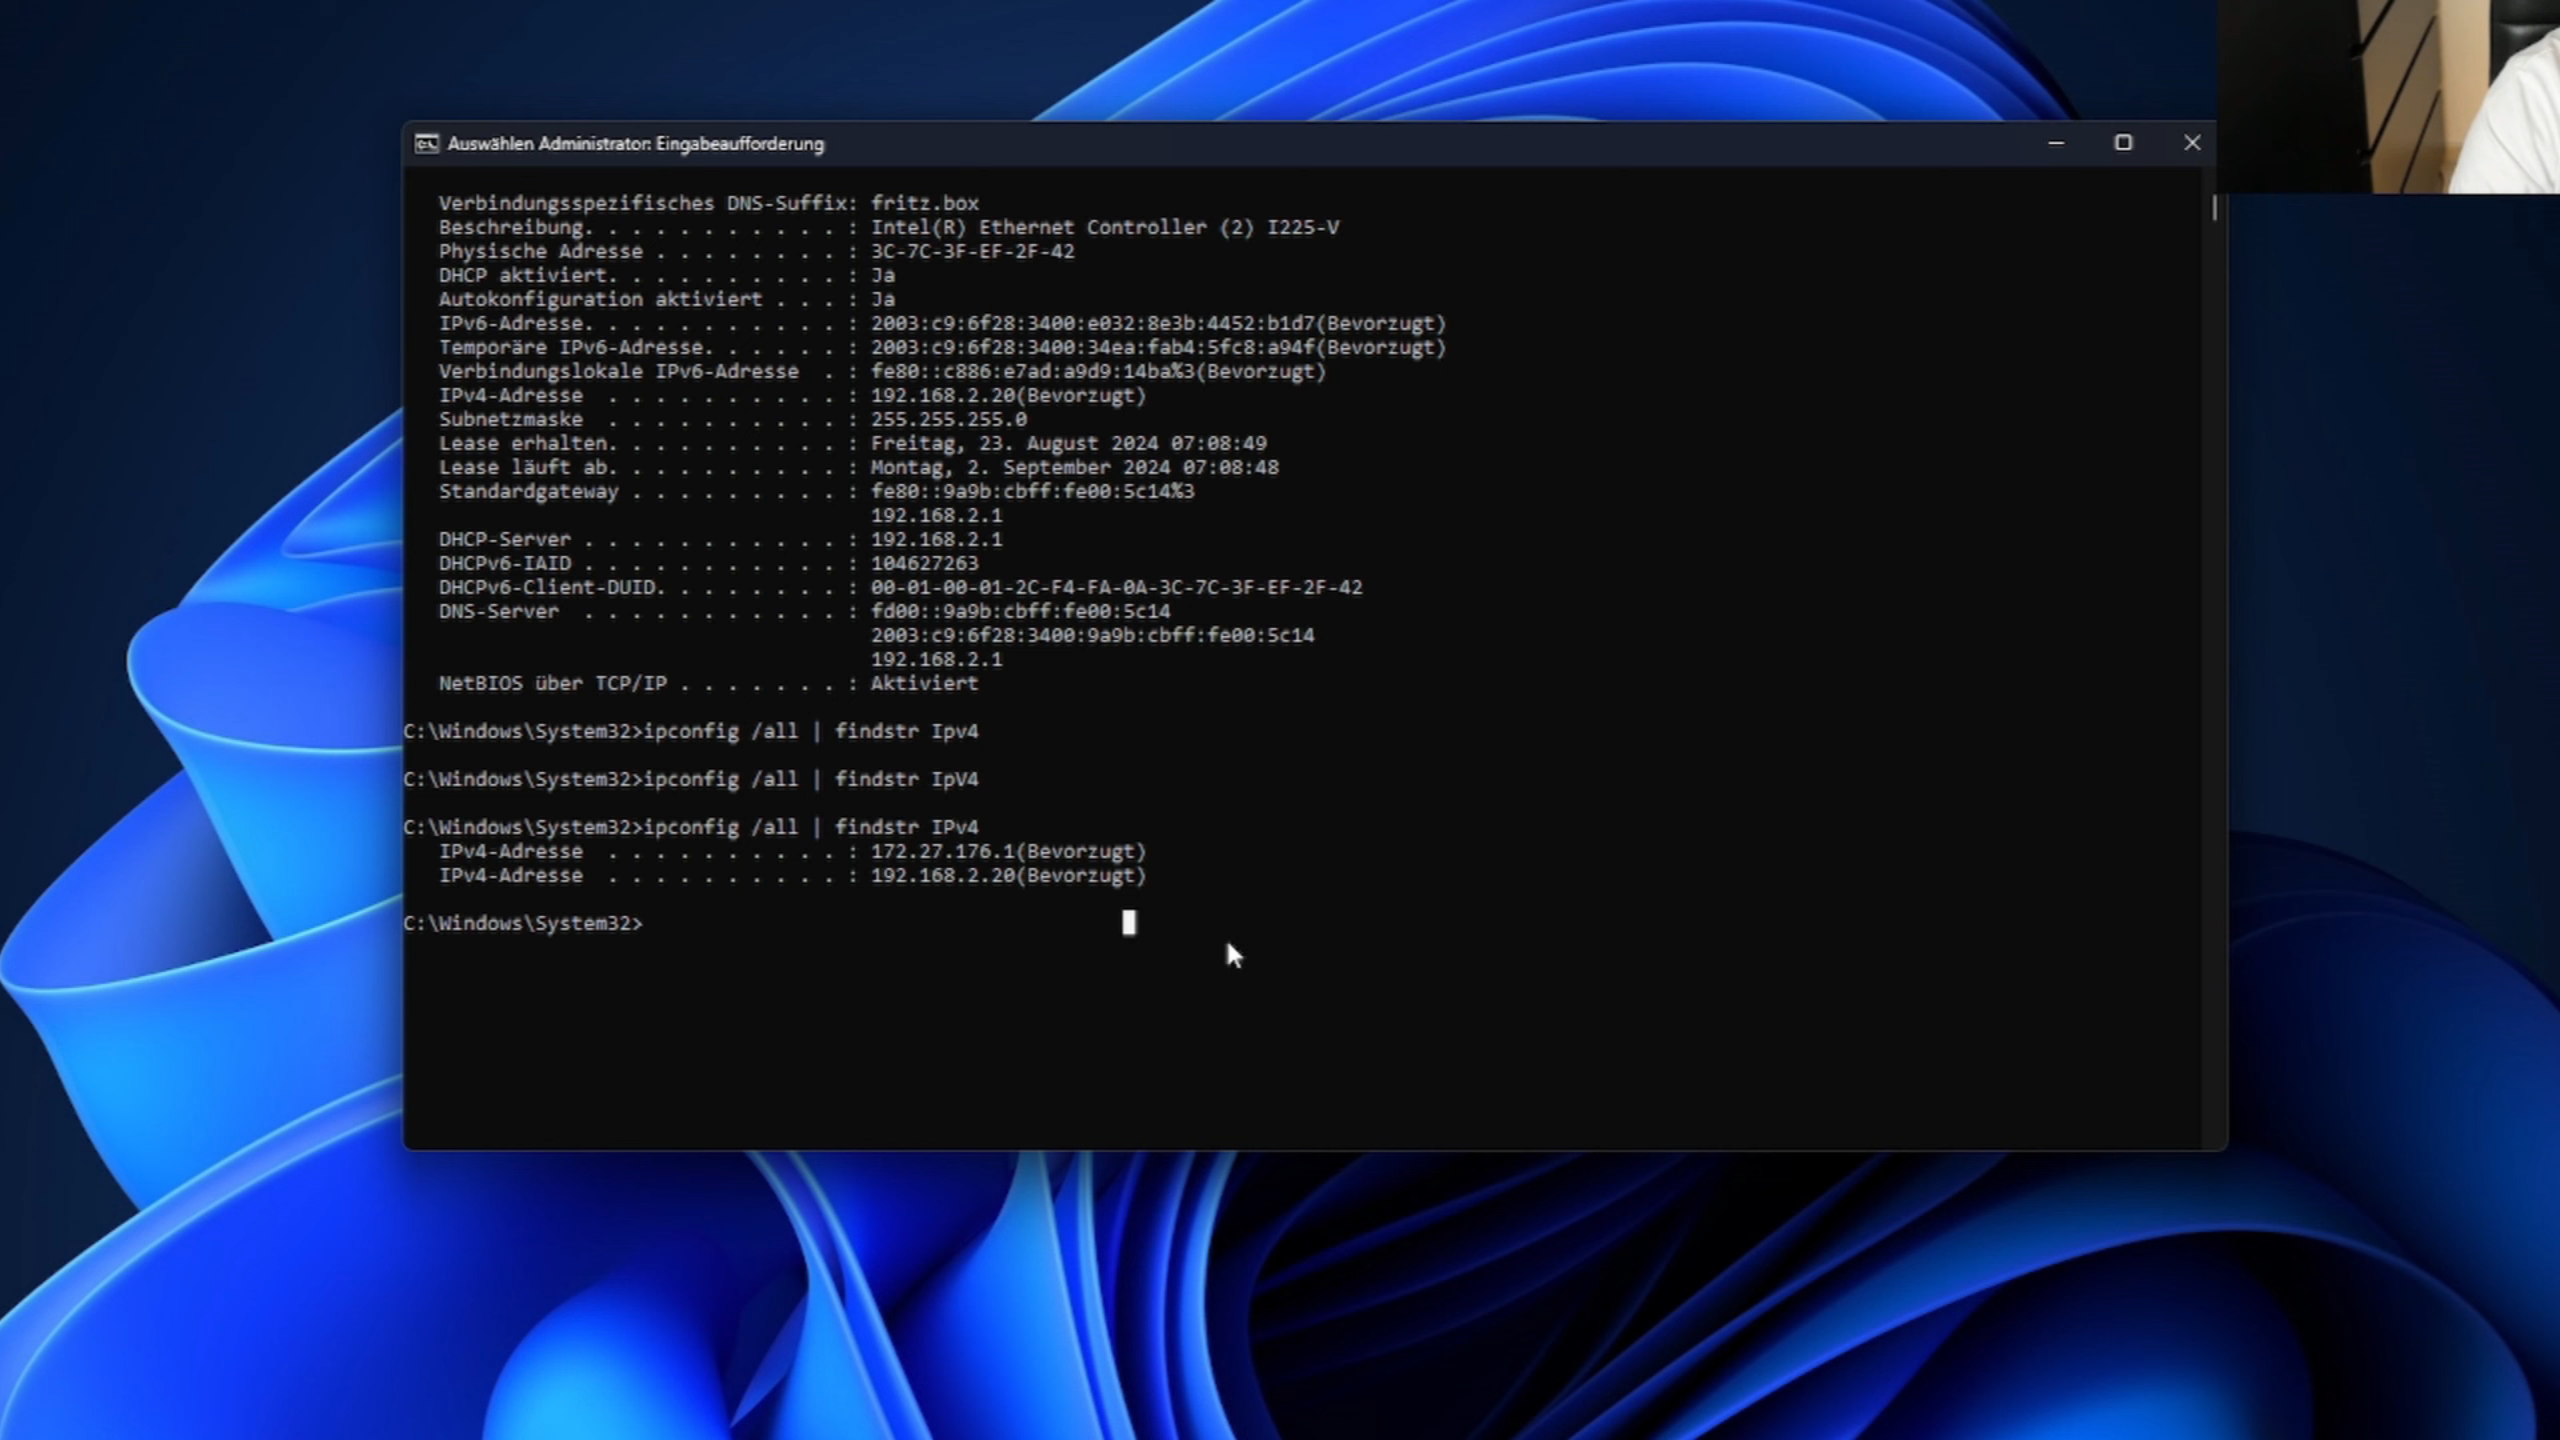 Auswählen Administrator: Eingabeaufforderung
Verbindungsspezifisches DNS-Suffix: fritz.box
Beschreibung. . . . . . . . . . . : Intel(R) Ethernet Controller (2) I225-V
Physische Adresse . . . . . . . . : 3C-7C-3F-EF-2F-42
DHCP aktiviert. . . . . . . . . . : Ja
Autokonfiguration aktiviert . . . : Ja
IPv6-Adresse. . . . . . . . . . . : 2003:c9:6f28:3400:e032:8e3b:4452:b1d7(Bevorzugt)
Temporäre IPv6-Adresse. . . . . . : 2003:c9:6f28:3400:34ea:fab4:5fc8:a94f(Bevorzugt)
Verbindungslokale IPv6-Adresse  . : fe80::c886:e7ad:a9d9:14ba%3(Bevorzugt)
IPv4-Adresse  . . . . . . . . . . : 192.168.2.20(Bevorzugt)
Subnetzmaske  . . . . . . . . . . : 255.255.255.0
Lease erhalten. . . . . . . . . . : Freitag, 23. August 2024 07:08:49
Lease läuft ab. . . . . . . . . . : Montag, 2. September 2024 07:08:48
Standardgateway . . . . . . . . . : fe80::9a9b:cbff:fe00:5c14%3
192.168.2.1
DHCP-Server . . . . . . . . . . . : 192.168.2.1
DHCPv6-IAID . . . . . . . . . . . : 104627263
DHCPv6-Client-DUID. . . . . . . . : 00-01-00-01-2C-F4-FA-0A-3C-7C-3F-EF-2F-42
DNS-Server  . . . . . . . . . . . : fd00::9a9b:cbff:fe00:5c14
2003:c9:6f28:3400:9a9b:cbff:fe00:5c14
192.168.2.1
NetBIOS über TCP/IP . . . . . . . : Aktiviert
C:\Windows\System32>ipconfig /all | findstr Ipv4
C:\Windows\System32>ipconfig /all | findstr IpV4
C:\Windows\System32>ipconfig /all | findstr IPv4
IPv4-Adresse  . . . . . . . . . . : 172.27.176.1(Bevorzugt)
IPv4-Adresse  . . . . . . . . . . : 192.168.2.20(Bevorzugt)
C:\Windows\System32>